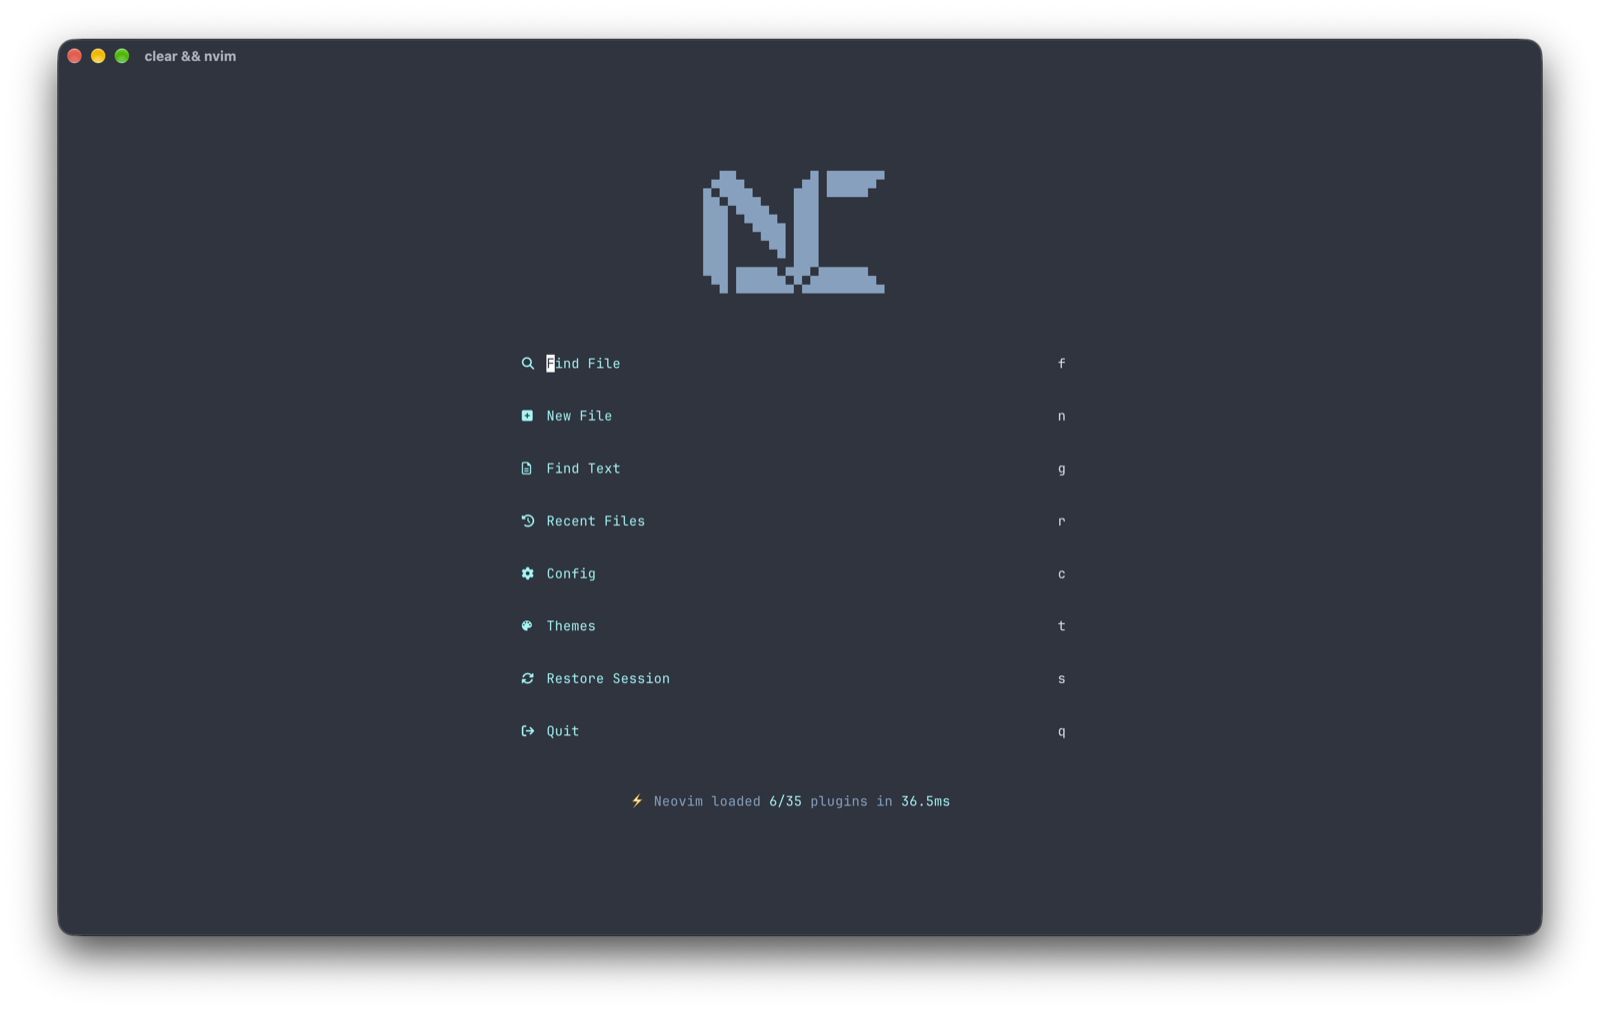 clear && nvim
Find File f
New File n
Find Text g
Recent Files r
Config c
Themes t
Restore Session s
Quit q
⚡ Neovim loaded 6/35 plugins in 36.5ms